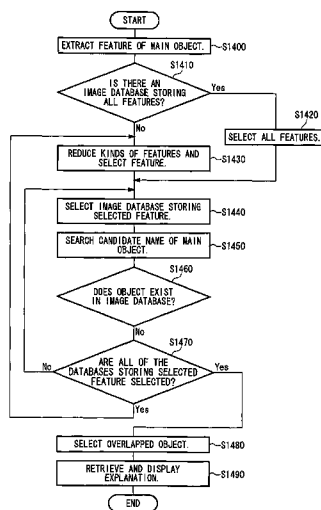 START
EXTRACT FEATURE OF MAIN OBJECT.
S1400
S1410
IS THERE AN
IMAGE DATABASE STORING
ALL FEATURES?
Yes
S1420
SELECT ALL FEATURES.
No
REDUCE KINDS OF FEATURES AND
SELECT FEATURE.
S1430
SELECT IMAGE DATABASE STORING
SELECTED FEATURE.
S1440
SEARCH CANDIDATE NAME OF MAIN
OBJECT.
S1450
S1460
DOES OBJECT EXIST
IN IMAGE DATABASE?
No
S1470
No
ARE ALL OF THE
DATABASES STORING SELECTED
FEATURE SELECTED?
Yes
Yes
SELECT OVERLAPPED OBJECT.
S1480
RETRIEVE AND DISPLAY
EXPLANATION.
S1490
END